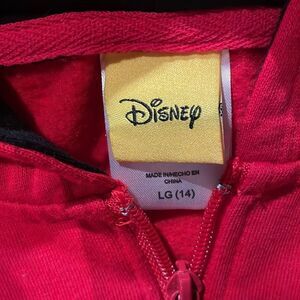 Disney
MADE IN/HECHO EN
CHINA
LG (14)